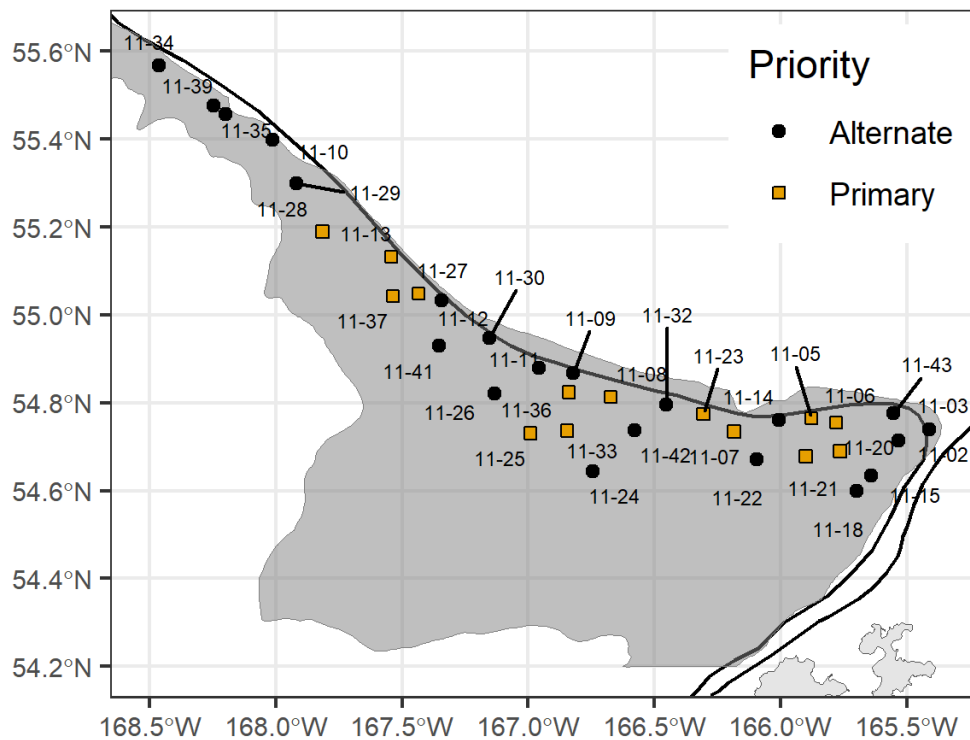 55.6°N
55.4°N
55.2°N
55.0°N
54.8°N
54.6°N
54.4°N
54.2°N
Priority
Alternate
Primary
11-34
11-39
11-35
11-10
11-29
11-28
11-13
11-27
11-30
11-37
11-12
11-09
11-32
11-41
11-11
11-23
11-05
11-43
11-08
11-26
11-36
11-14
11-06
11-03
11-25
11-33
11-42
11-07
11-20
11-02
11-24
11-22
11-21
11-15
11-18
168.5°W
168.0°W
167.5°W
167.0°W
166.5°W
166.0°W
165.5°W